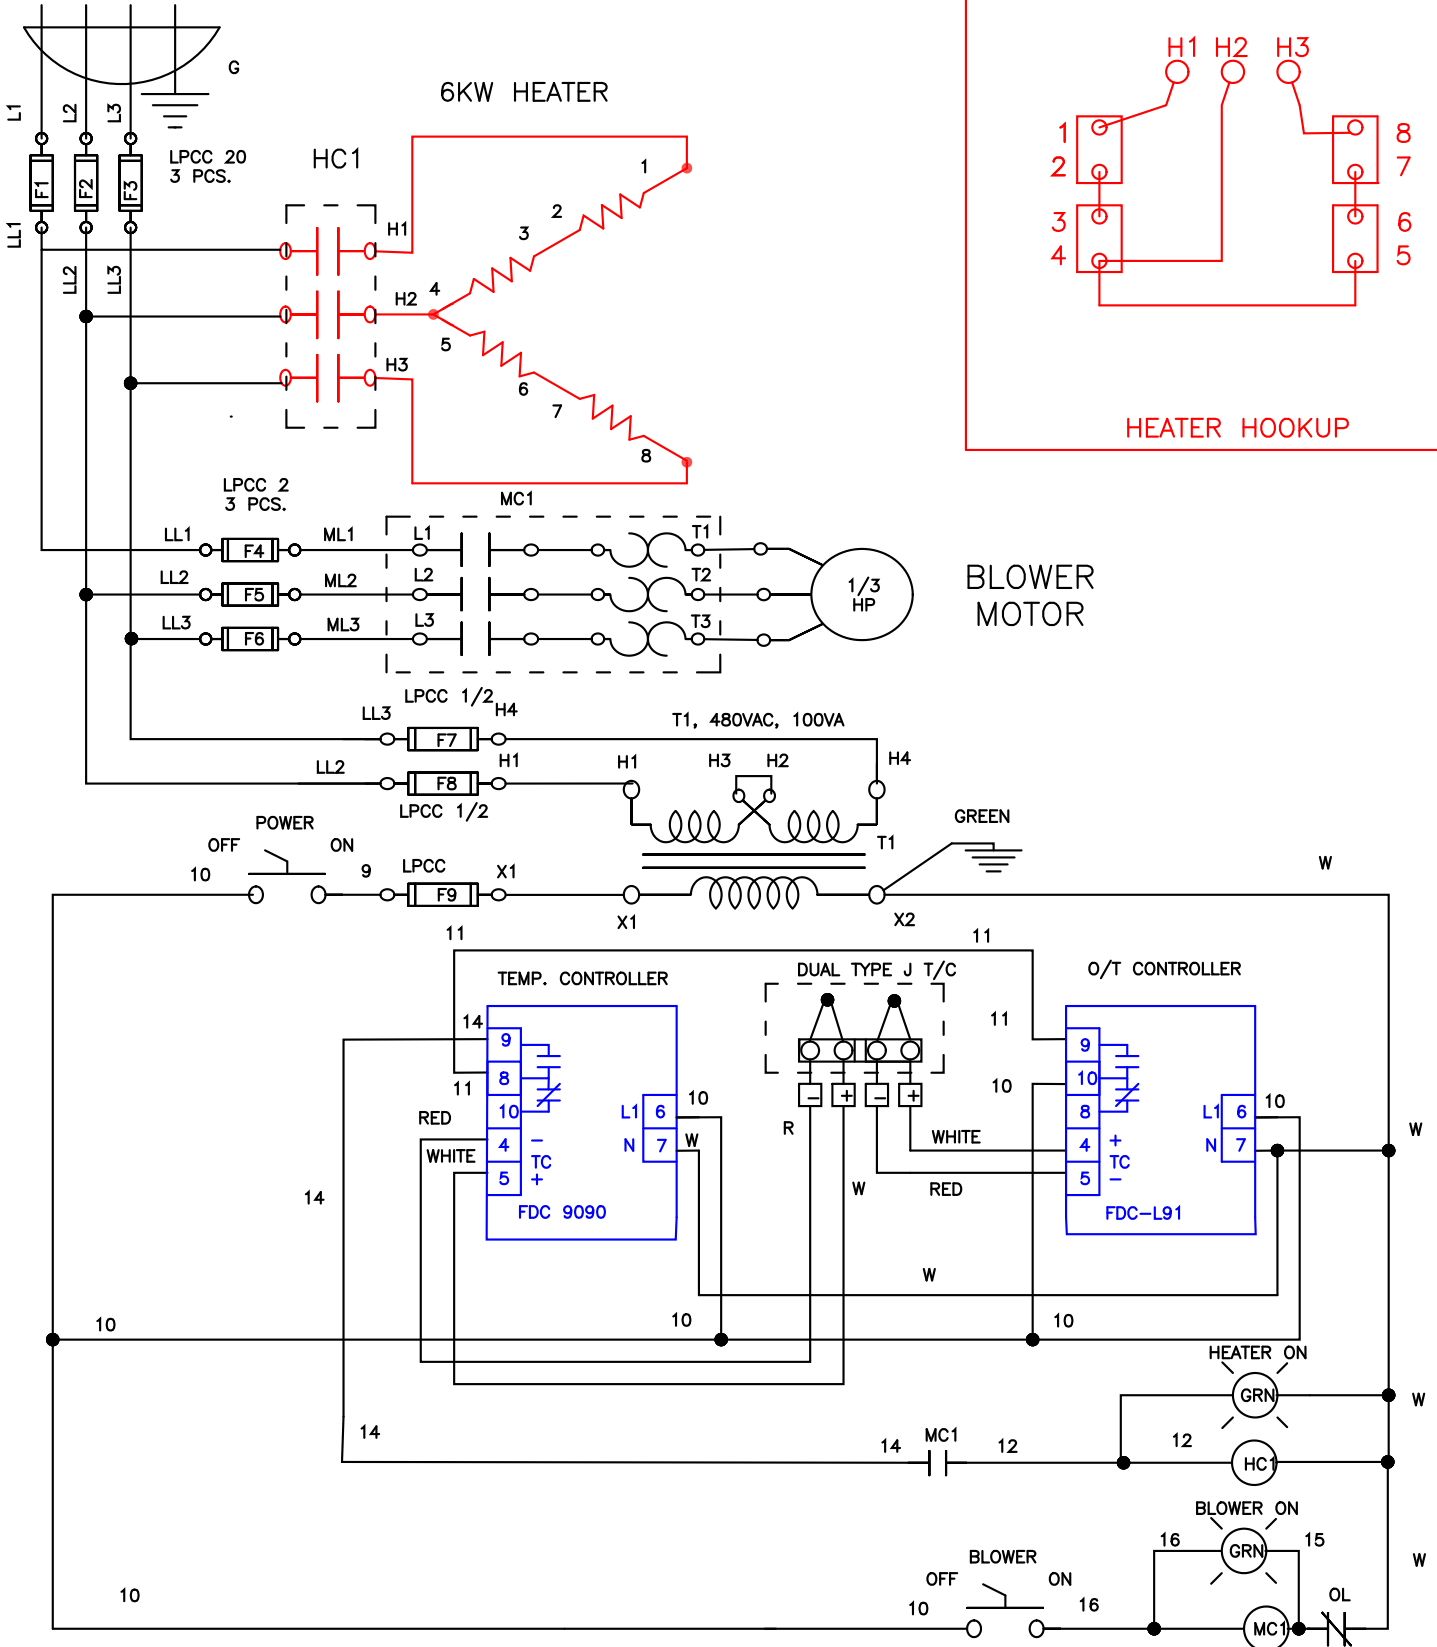 G
L1
L2
L3
F1
F2
F3
LPCC 20
3 PCS.
LL1
LL2
LL3
6KW HEATER
HC1
H1
H2
H3
1
2
3
4
5
6
7
8
H1 H2 H3
1
2
3
4
8
7
6
5
HEATER HOOKUP
LPCC 2
3 PCS.
MC1
LL1 F4 ML1 L1 T1
LL2 F5 ML2 L2 T2
LL3 F6 ML3 L3 T3
1/3
HP
BLOWER
MOTOR
LPCC 1/2
LL3 F7 H4
T1, 480VAC, 100VA
LL2 F8 H1
LPCC 1/2
H1 H3 H2 H4
T1
GREEN
POWER
OFF ON
10 9
LPCC
F9 X1
X1 X2
W
11 11
TEMP. CONTROLLER
DUAL TYPE J T/C
O/T CONTROLLER
14
9
8
10
4
5
11
RED
WHITE
-
TC
+
L1 6 10
N 7 W
FDC 9090
- + - +
R
W
WHITE
RED
11
10
9
10
8
4
5
+
TC
-
L1 6 10
N 7
FDC-L91
W
14
W
10 10 10
HEATER ON
GRN
W
14
14 MC1 12 12
HC1
BLOWER ON
16 GRN 15
W
BLOWER
OFF ON
10 10 16
MC1
OL